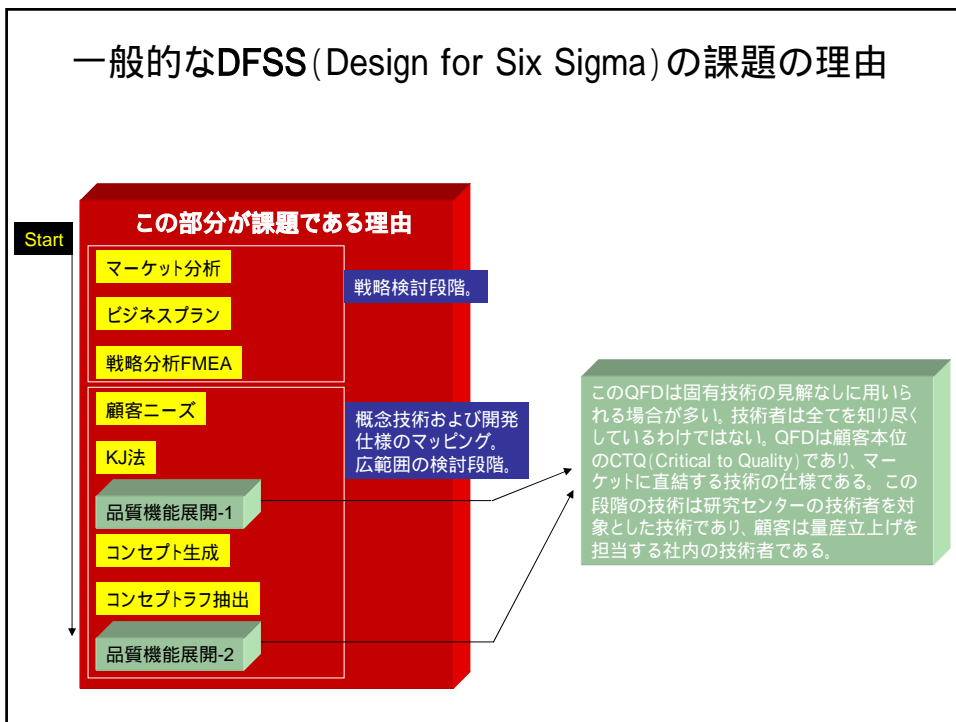 一般的なDFSS(Design for Six Sigma)の課題の理由
この部分が課題である理由
Start
マーケット分析
戦略検討段階。
ビジネスプラン
戦略分析FMEA
顧客ニーズ
概念技術および開発
仕様のマッピング。
広範囲の検討段階。
KJ法
品質機能展開-1
コンセプト生成
コンセプトラフ抽出
品質機能展開-2
このQFDは固有技術の見解なしに用いら
れる場合が多い。技術者は全てを知り尽く
しているわけではない。QFDは顧客本位
のCTQ(Critical to Quality)であり、マー
ケットに直結する技術の仕様である。この
段階の技術は研究センターの技術者を対
象とした技術であり、顧客は量産立上げを
担当する社内の技術者である。